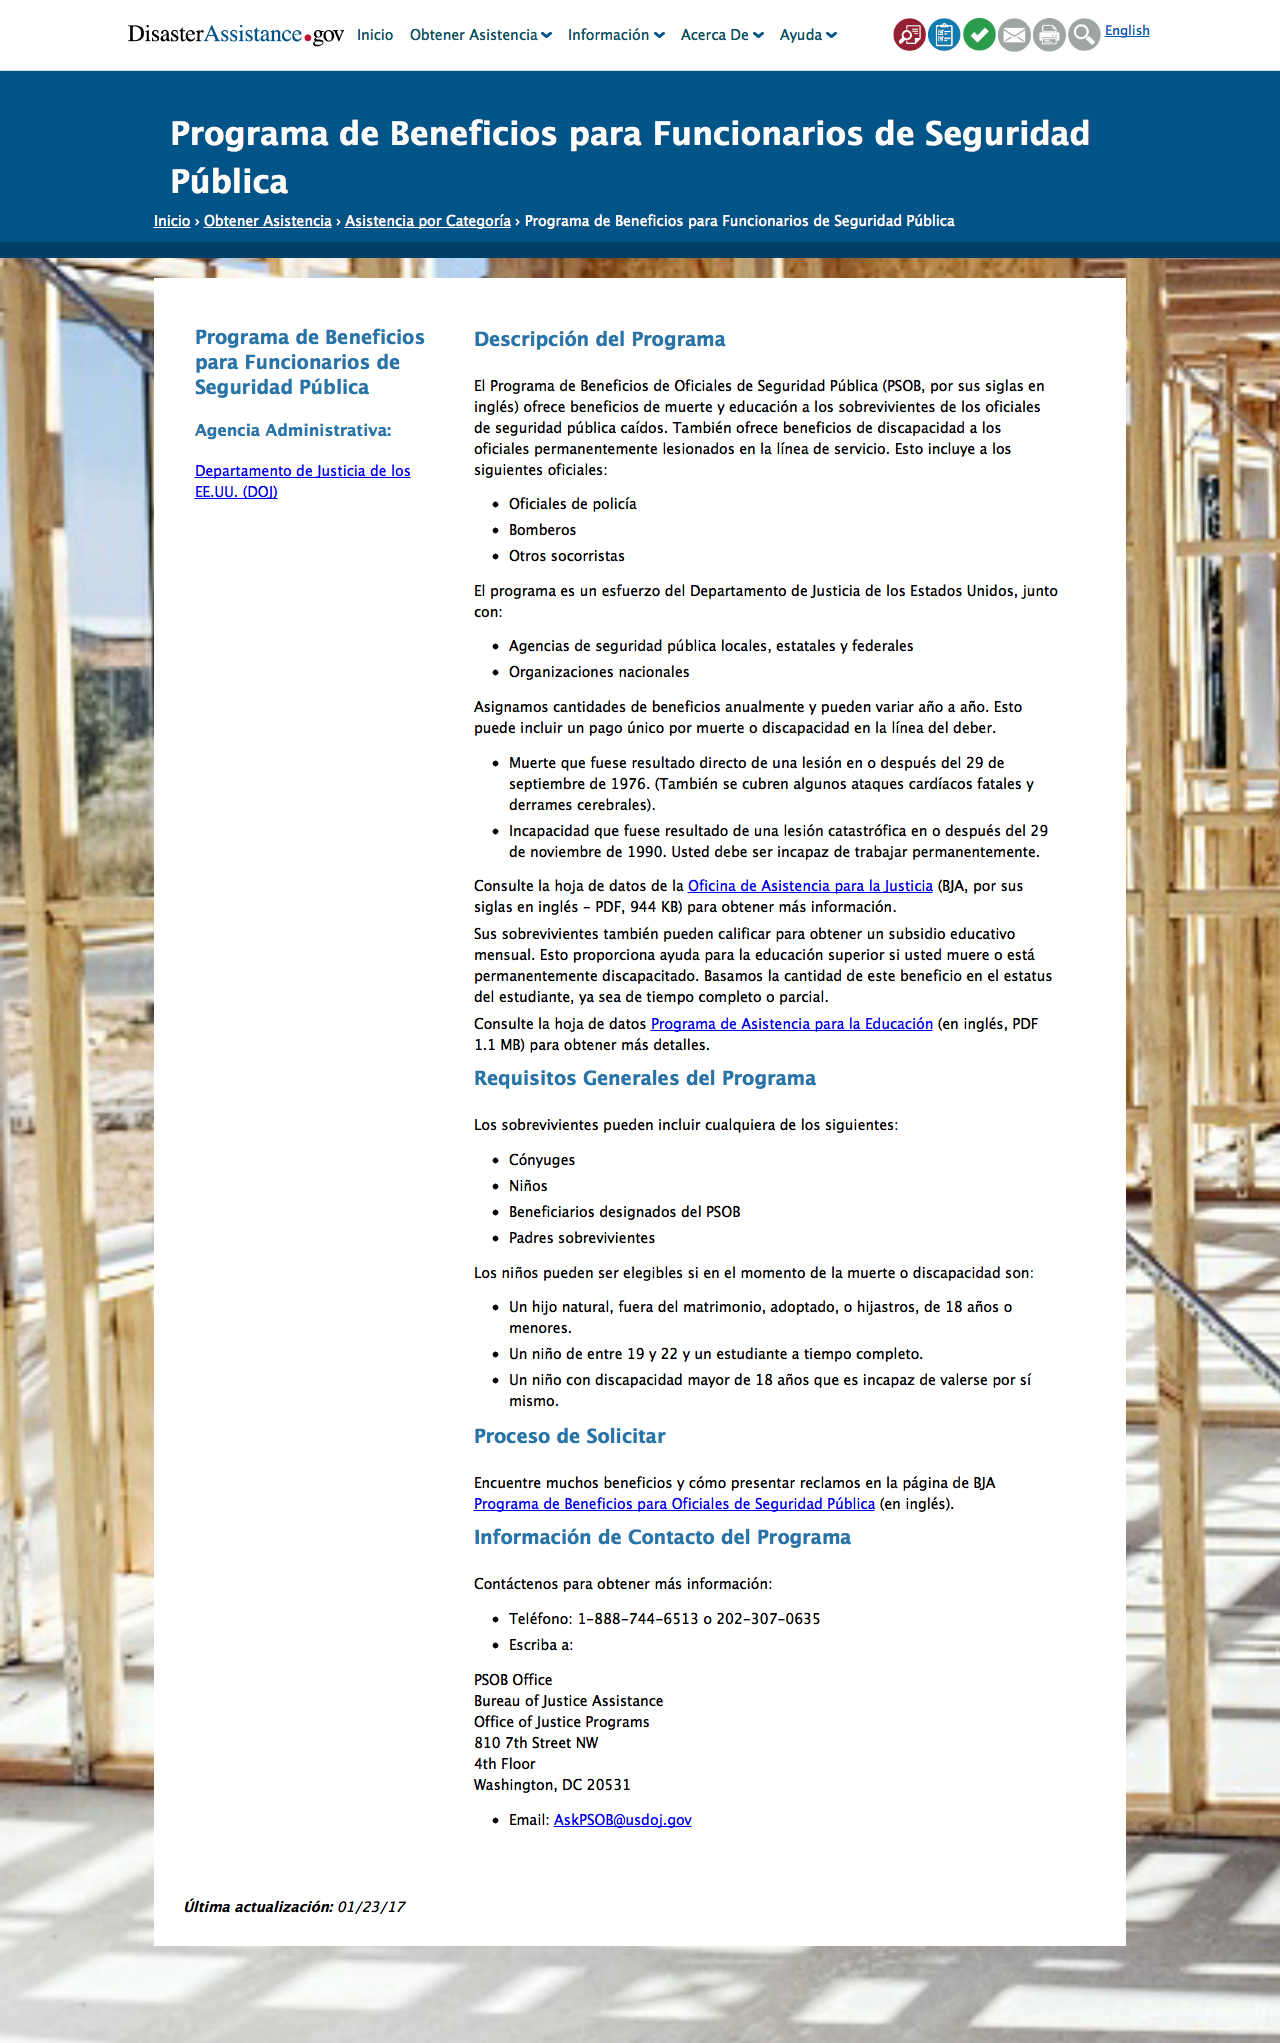 DisasterAssistance.gov
Inicio
Obtener Asistencia
Información
Acerca De
Ayuda
English
Programa de Beneficios para Funcionarios de Seguridad
Pública
Inicio › Obtener Asistencia › Asistencia por Categoría › Programa de Beneficios para Funcionarios de Seguridad Pública
Programa de Beneficios
para Funcionarios de
Seguridad Pública
Agencia Administrativa:
Departamento de Justicia de los
EE.UU. (DOJ)
Descripción del Programa
El Programa de Beneficios de Oficiales de Seguridad Pública (PSOB, por sus siglas en
inglés) ofrece beneficios de muerte y educación a los sobrevivientes de los oficiales
de seguridad pública caídos. También ofrece beneficios de discapacidad a los
oficiales permanentemente lesionados en la línea de servicio. Esto incluye a los
siguientes oficiales:
• Oficiales de policía
• Bomberos
• Otros socorristas
El programa es un esfuerzo del Departamento de Justicia de los Estados Unidos, junto
con:
• Agencias de seguridad pública locales, estatales y federales
• Organizaciones nacionales
Asignamos cantidades de beneficios anualmente y pueden variar año a año. Esto
puede incluir un pago único por muerte o discapacidad en la línea del deber.
• Muerte que fuese resultado directo de una lesión en o después del 29 de
septiembre de 1976. (También se cubren algunos ataques cardíacos fatales y
derrames cerebrales).
• Incapacidad que fuese resultado de una lesión catastrófica en o después del 29
de noviembre de 1990. Usted debe ser incapaz de trabajar permanentemente.
Consulte la hoja de datos de la Oficina de Asistencia para la Justicia (BJA, por sus
siglas en inglés – PDF, 944 KB) para obtener más información.
Sus sobrevivientes también pueden calificar para obtener un subsidio educativo
mensual. Esto proporciona ayuda para la educación superior si usted muere o está
permanentemente discapacitado. Basamos la cantidad de este beneficio en el estatus
del estudiante, ya sea de tiempo completo o parcial.
Consulte la hoja de datos Programa de Asistencia para la Educación (en inglés, PDF
1.1 MB) para obtener más detalles.
Requisitos Generales del Programa
Los sobrevivientes pueden incluir cualquiera de los siguientes:
• Cónyuges
• Niños
• Beneficiarios designados del PSOB
• Padres sobrevivientes
Los niños pueden ser elegibles si en el momento de la muerte o discapacidad son:
• Un hijo natural, fuera del matrimonio, adoptado, o hijastros, de 18 años o
menores.
• Un niño de entre 19 y 22 y un estudiante a tiempo completo.
• Un niño con discapacidad mayor de 18 años que es incapaz de valerse por sí
mismo.
Proceso de Solicitar
Encuentre muchos beneficios y cómo presentar reclamos en la página de BJA
Programa de Beneficios para Oficiales de Seguridad Pública (en inglés).
Información de Contacto del Programa
Contáctenos para obtener más información:
• Teléfono: 1-888-744-6513 o 202-307-0635
• Escriba a:
PSOB Office
Bureau of Justice Assistance
Office of Justice Programs
810 7th Street NW
4th Floor
Washington, DC 20531
• Email: AskPSOB@usdoj.gov
Última actualización: 01/23/17